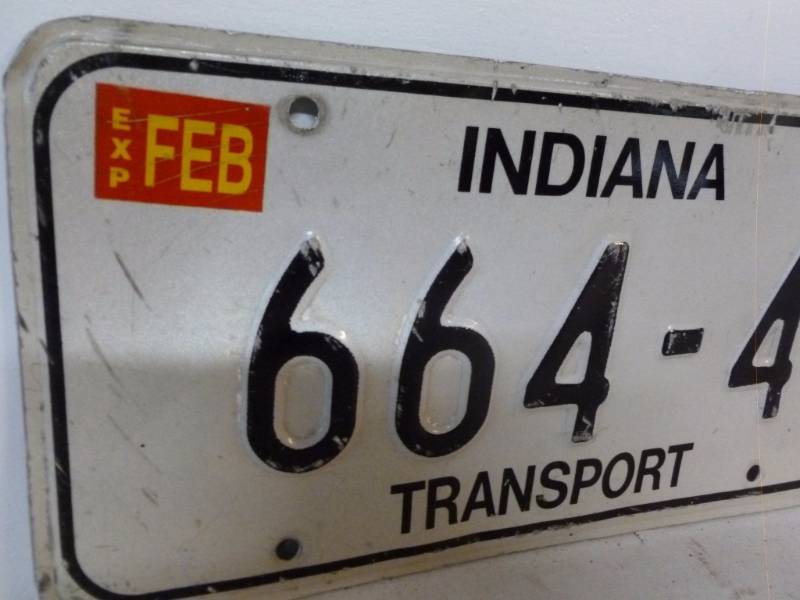 EXP FEB
INDIANA
664-4
TRANSPORT